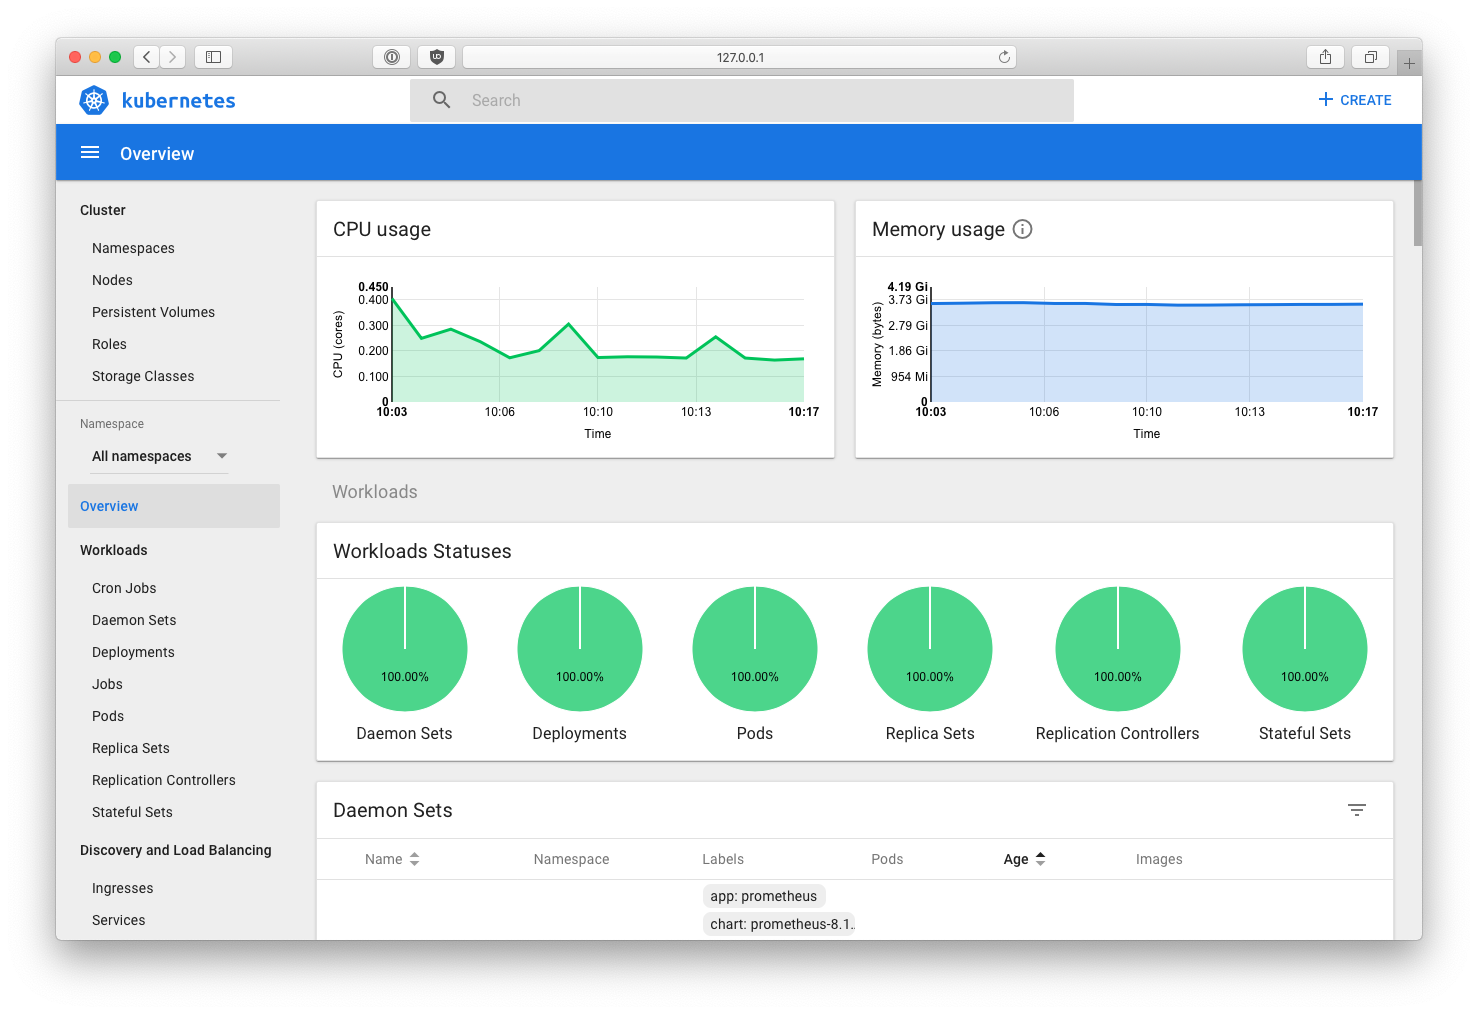 127.0.0.1
kubernetes
Search
CREATE
Overview
Cluster
Namespaces
Nodes
Persistent Volumes
Roles
Storage Classes
Namespace
All namespaces
Overview
Workloads
Cron Jobs
Daemon Sets
Deployments
Jobs
Pods
Replica Sets
Replication Controllers
Stateful Sets
Discovery and Load Balancing
Ingresses
Services
CPU usage
CPU (cores)
0.450
0.400
0.300
0.200
0.100
0
10:03 10:06 10:10 10:13 10:17
Time
Memory usage
Memory (bytes)
4.19 Gi
3.73 Gi
2.79 Gi
1.86 Gi
954 Mi
0
10:03 10:06 10:10 10:13 10:17
Time
Workloads
Workloads Statuses
100.00% 100.00% 100.00% 100.00% 100.00% 100.00%
Daemon Sets Deployments Pods Replica Sets Replication Controllers Stateful Sets
Daemon Sets
Name Namespace Labels Pods Age Images
app: prometheus
chart: prometheus-8.1..